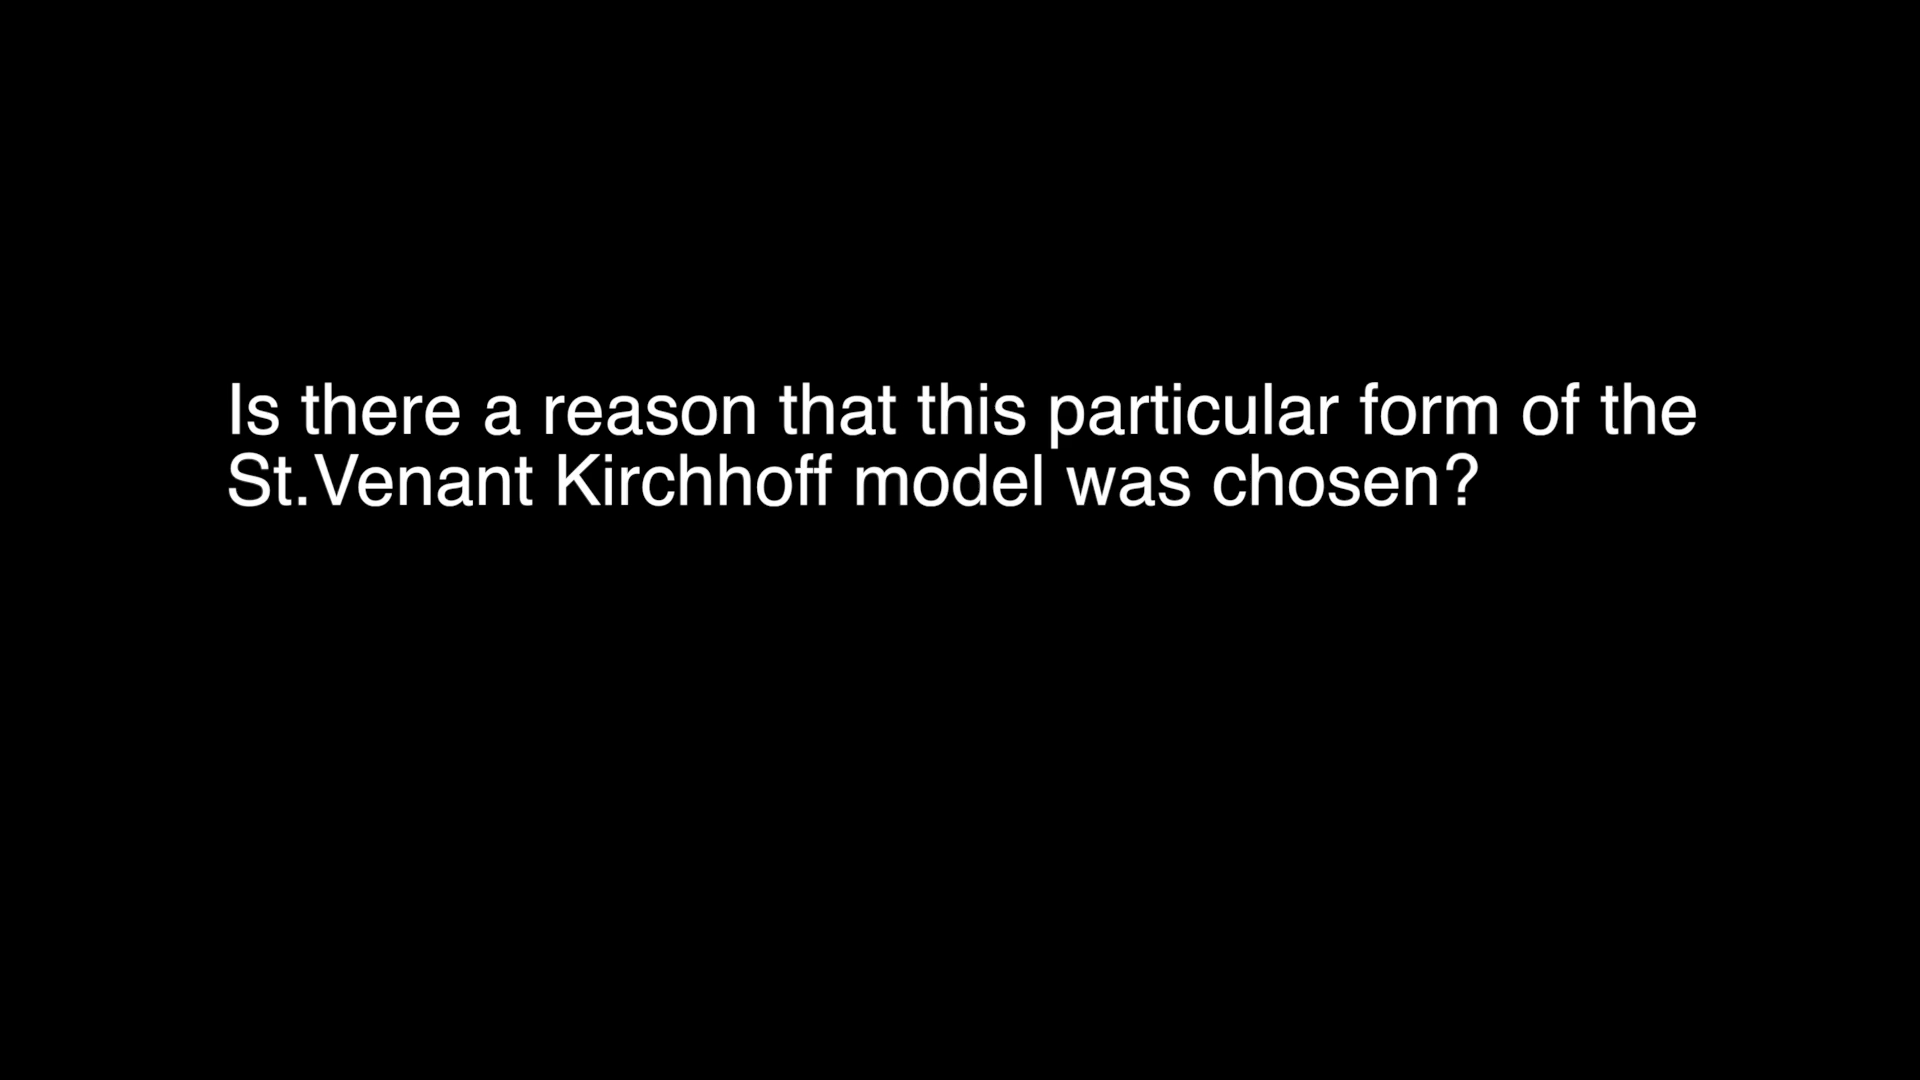 Is there a reason that this particular form of the
St.Venant Kirchhoff model was chosen?